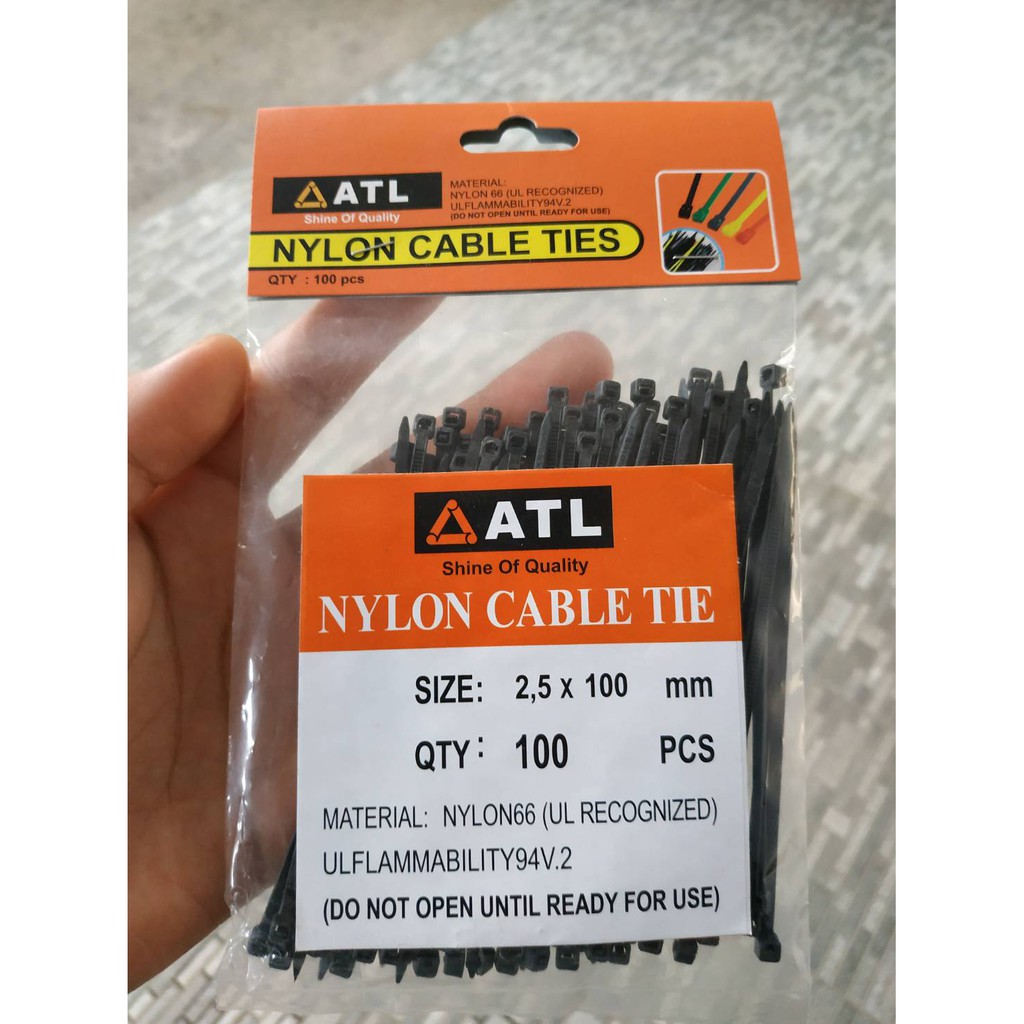 ATL
Shine Of Quality
MATERIAL:
NYLON 66 (UL RECOGNIZED)
ULFLAMMABILITY94V.2
(DO NOT OPEN UNTIL READY FOR USE)
NYLON CABLE TIES
QTY : 100 pcs
ATL
Shine Of Quality
NYLON CABLE TIE
SIZE: 2,5 x 100 mm
QTY: 100 PCS
MATERIAL: NYLON66 (UL RECOGNIZED)
ULFLAMMABILITY94V.2
(DO NOT OPEN UNTIL READY FOR USE)